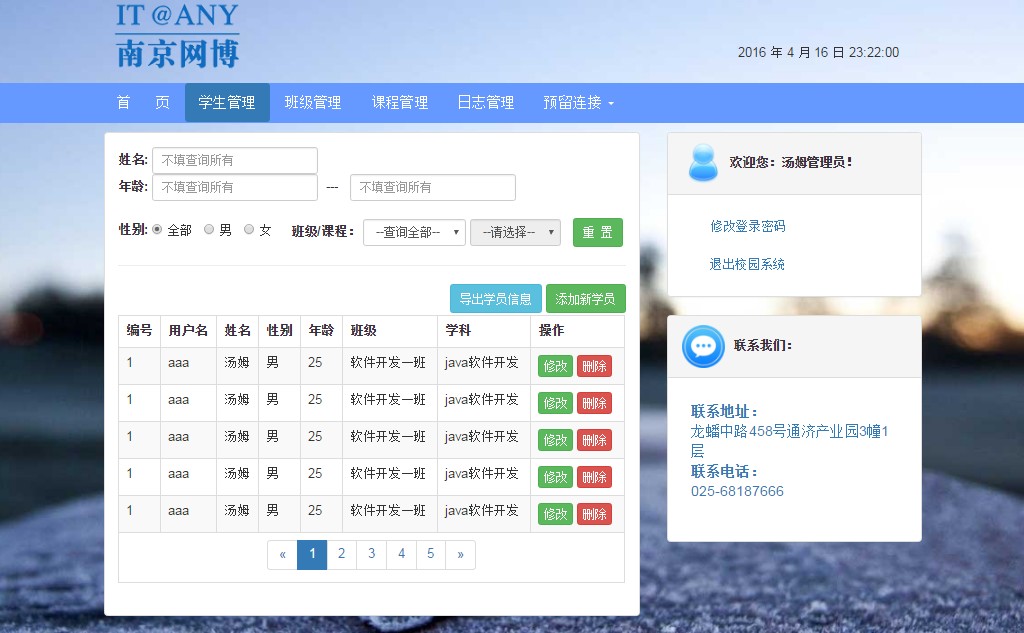 IT @ANY
南京网博
2016 年 4 月 16 日 23:22:00
首 页 学生管理 班级管理 课程管理 日志管理 预留连接
姓名: 不填查询所有
年龄: 不填查询所有 --- 不填查询所有
性别: 全部 男 女 班级/课程： --查询全部-- --请选择-- 重 置
导出学员信息 添加新学员
编号 用户名 姓名 性别 年龄 班级 学科 操作
1 aaa 汤姆 男 25 软件开发一班 java软件开发 修改 删除
1 aaa 汤姆 男 25 软件开发一班 java软件开发 修改 删除
1 aaa 汤姆 男 25 软件开发一班 java软件开发 修改 删除
1 aaa 汤姆 男 25 软件开发一班 java软件开发 修改 删除
1 aaa 汤姆 男 25 软件开发一班 java软件开发 修改 删除
« 1 2 3 4 5 »
欢迎您：汤姆管理员！
修改登录密码
退出校园系统
联系我们：
联系地址：
龙蟠中路458号通济产业园3幢1
层
联系电话：
025-68187666